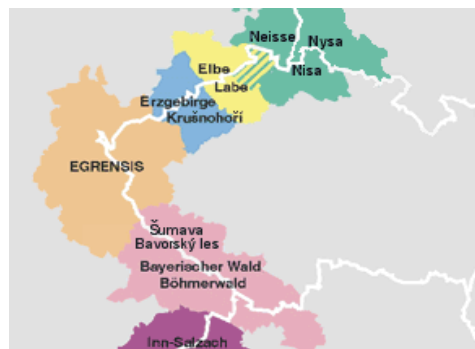 Neisse
Nysa
Nisa
Elbe
Labe
Erzgebirge
Krušnohoří
EGRENSIS
Šumava
Bavorský les
Bayerischer Wald
Böhmerwald
Inn-Salzach